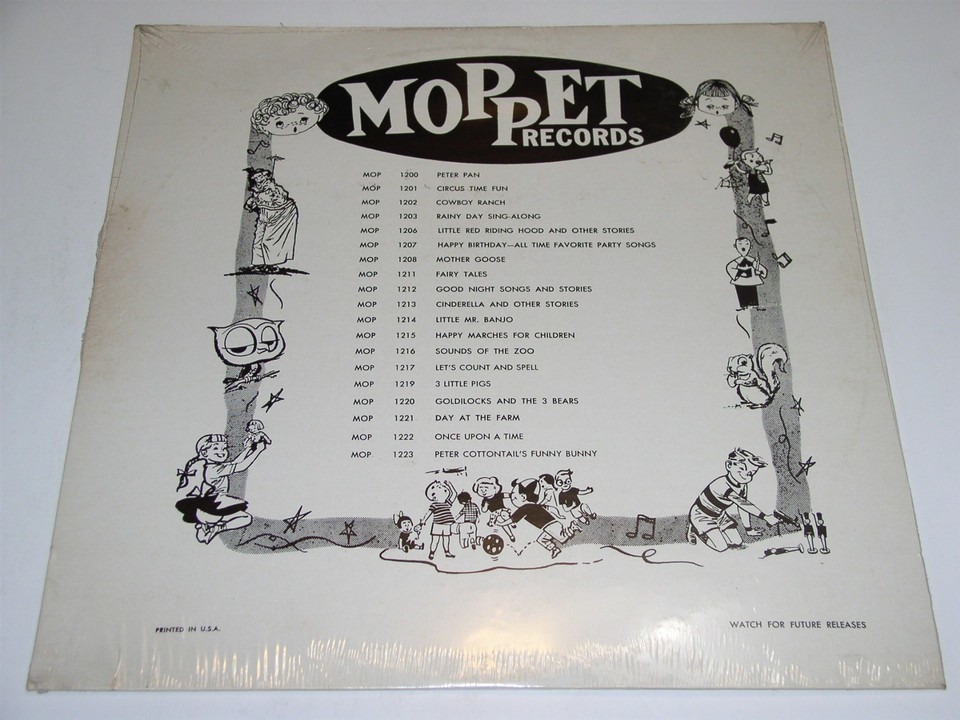 MOPPET
RECORDS
MOP 1200 PETER PAN
MOP 1201 CIRCUS TIME FUN
MOP 1202 COWBOY RANCH
MOP 1203 RAINY DAY SING-ALONG
MOP 1206 LITTLE RED RIDING HOOD AND OTHER STORIES
MOP 1207 HAPPY BIRTHDAY—ALL TIME FAVORITE PARTY SONGS
MOP 1208 MOTHER GOOSE
MOP 1211 FAIRY TALES
MOP 1212 GOOD NIGHT SONGS AND STORIES
MOP 1213 CINDERELLA AND OTHER STORIES
MOP 1214 LITTLE MR. BANJO
MOP 1215 HAPPY MARCHES FOR CHILDREN
MOP 1216 SOUNDS OF THE ZOO
MOP 1217 LET'S COUNT AND SPELL
MOP 1219 3 LITTLE PIGS
MOP 1220 GOLDILOCKS AND THE 3 BEARS
MOP 1221 DAY AT THE FARM
MOP 1222 ONCE UPON A TIME
MOP 1223 PETER COTTONTAIL'S FUNNY BUNNY
PRINTED IN U.S.A.
WATCH FOR FUTURE RELEASES